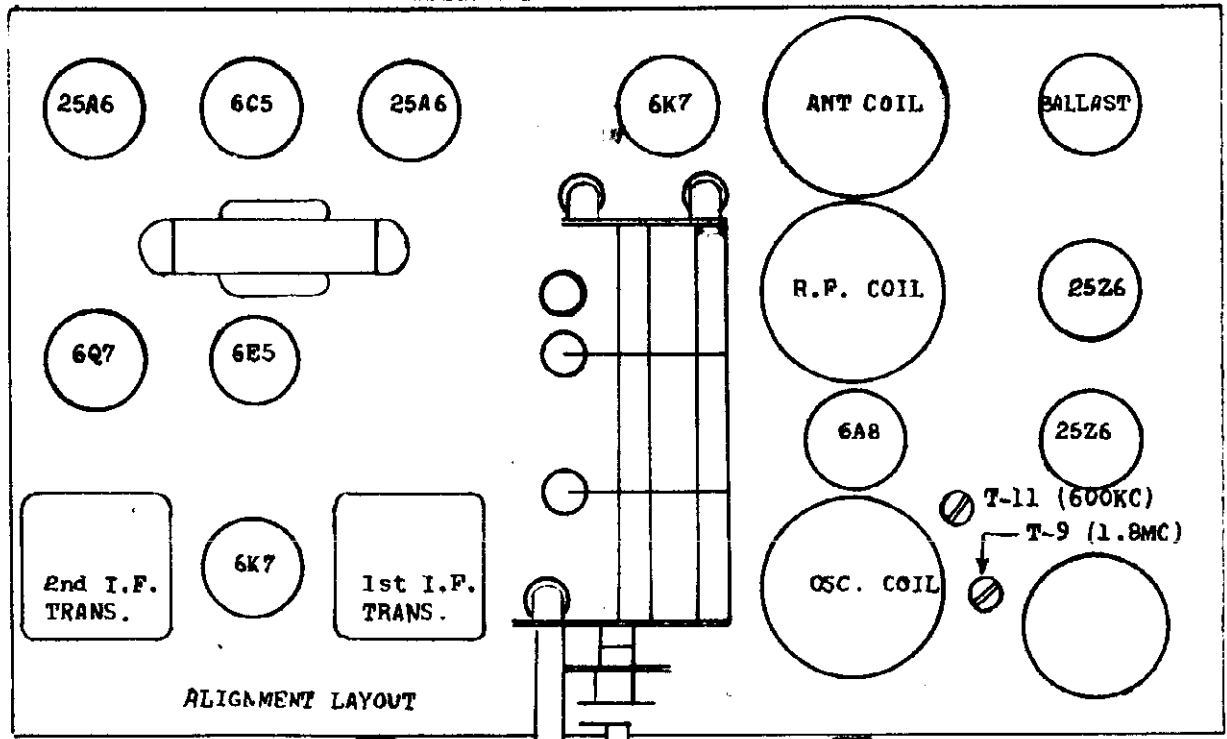 25A6
6C5
25A6
6K7
ANT COIL
BALLAST
R.F. COIL
25Z6
6Q7
6E5
6A8
25Z6
T-11 (600KC)
T-9 (1.8MC)
2nd I.F.
TRANS.
6K7
1st I.F.
TRANS.
OSC. COIL
ALIGNMENT LAYOUT